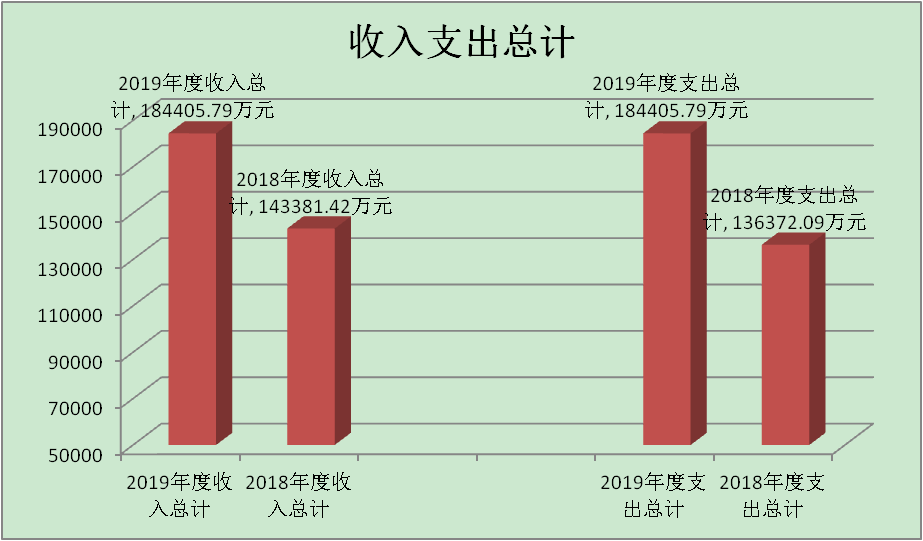 收入支出总计
2019年度收入总
计, 184405.79万元
2018年度收入总
计, 143381.42万元
2019年度支出总
计, 184405.79万元
2018年度支出总
计, 136372.09万元
190000
170000
150000
130000
110000
90000
70000
50000
2019年度收
入总计
2018年度收
入总计
2019年度支
出总计
2018年度支
出总计